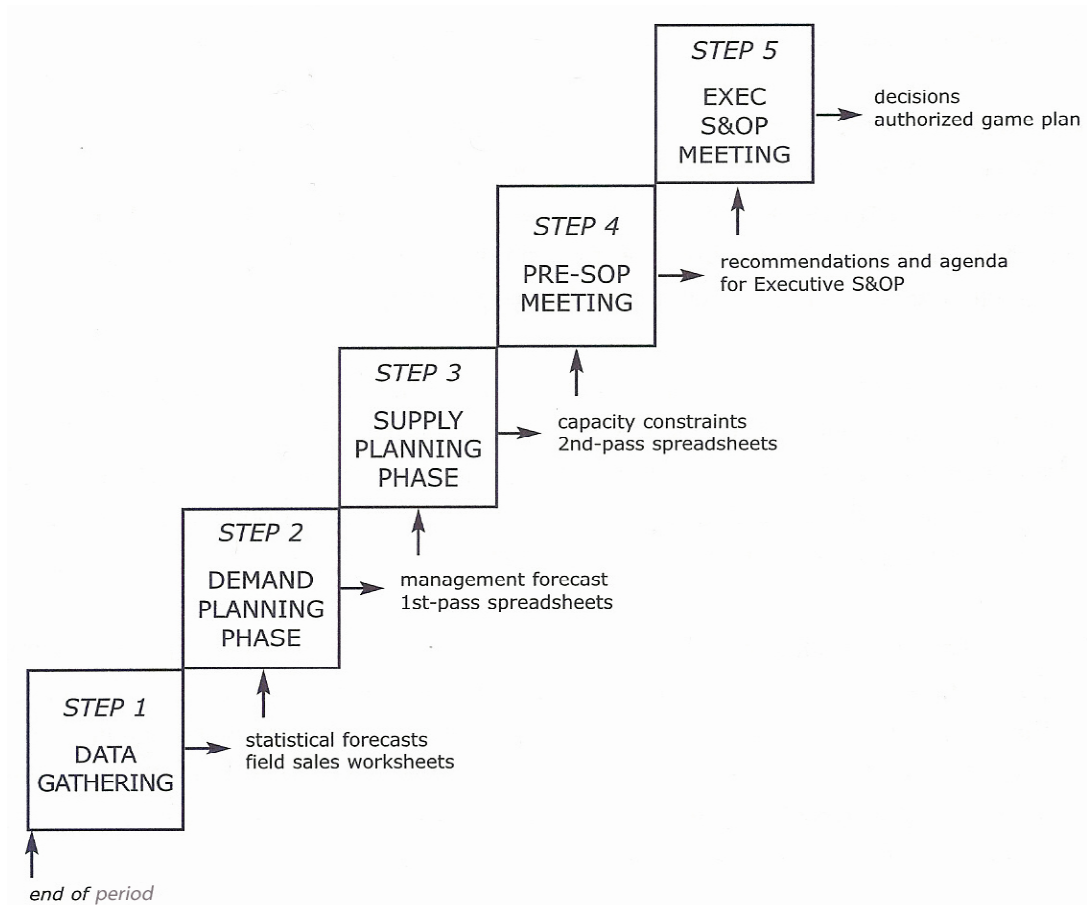 STEP 5
EXEC
S&OP
MEETING
decisions
authorized game plan
STEP 4
PRE-SOP
MEETING
recommendations and agenda
for Executive S&OP
STEP 3
SUPPLY
PLANNING
PHASE
capacity constraints
2nd-pass spreadsheets
STEP 2
DEMAND
PLANNING
PHASE
management forecast
1st-pass spreadsheets
STEP 1
DATA
GATHERING
statistical forecasts
field sales worksheets
end of period